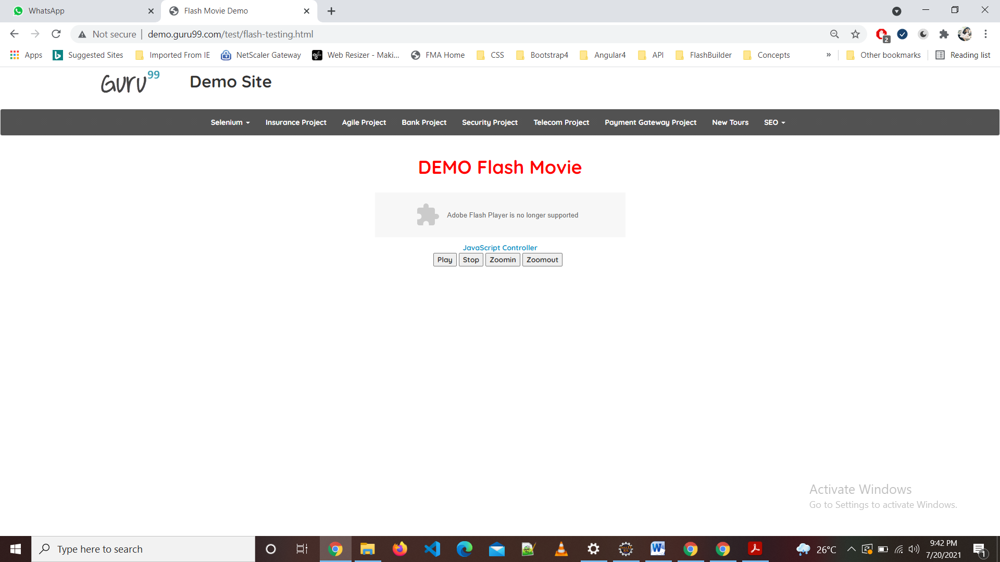 WhatsApp
Flash Movie Demo
Not secure
demo.guru99.com/test/flash-testing.html
2
Apps
Suggested Sites
Imported From IE
NetScaler Gateway
Web Resizer - Maki...
FMA Home
CSS
Bootstrap4
Angular4
API
FlashBuilder
Concepts
»
Other bookmarks
Reading list
Guru99
Demo Site
Selenium
Insurance Project
Agile Project
Bank Project
Security Project
Telecom Project
Payment Gateway Project
New Tours
SEO
DEMO Flash Movie
Adobe Flash Player is no longer supported
JavaScript Controller
Play
Stop
Zoomin
Zoomout
Activate Windows
Go to Settings to activate Windows.
Type here to search
26°C
9:42 PM
7/20/2021
1